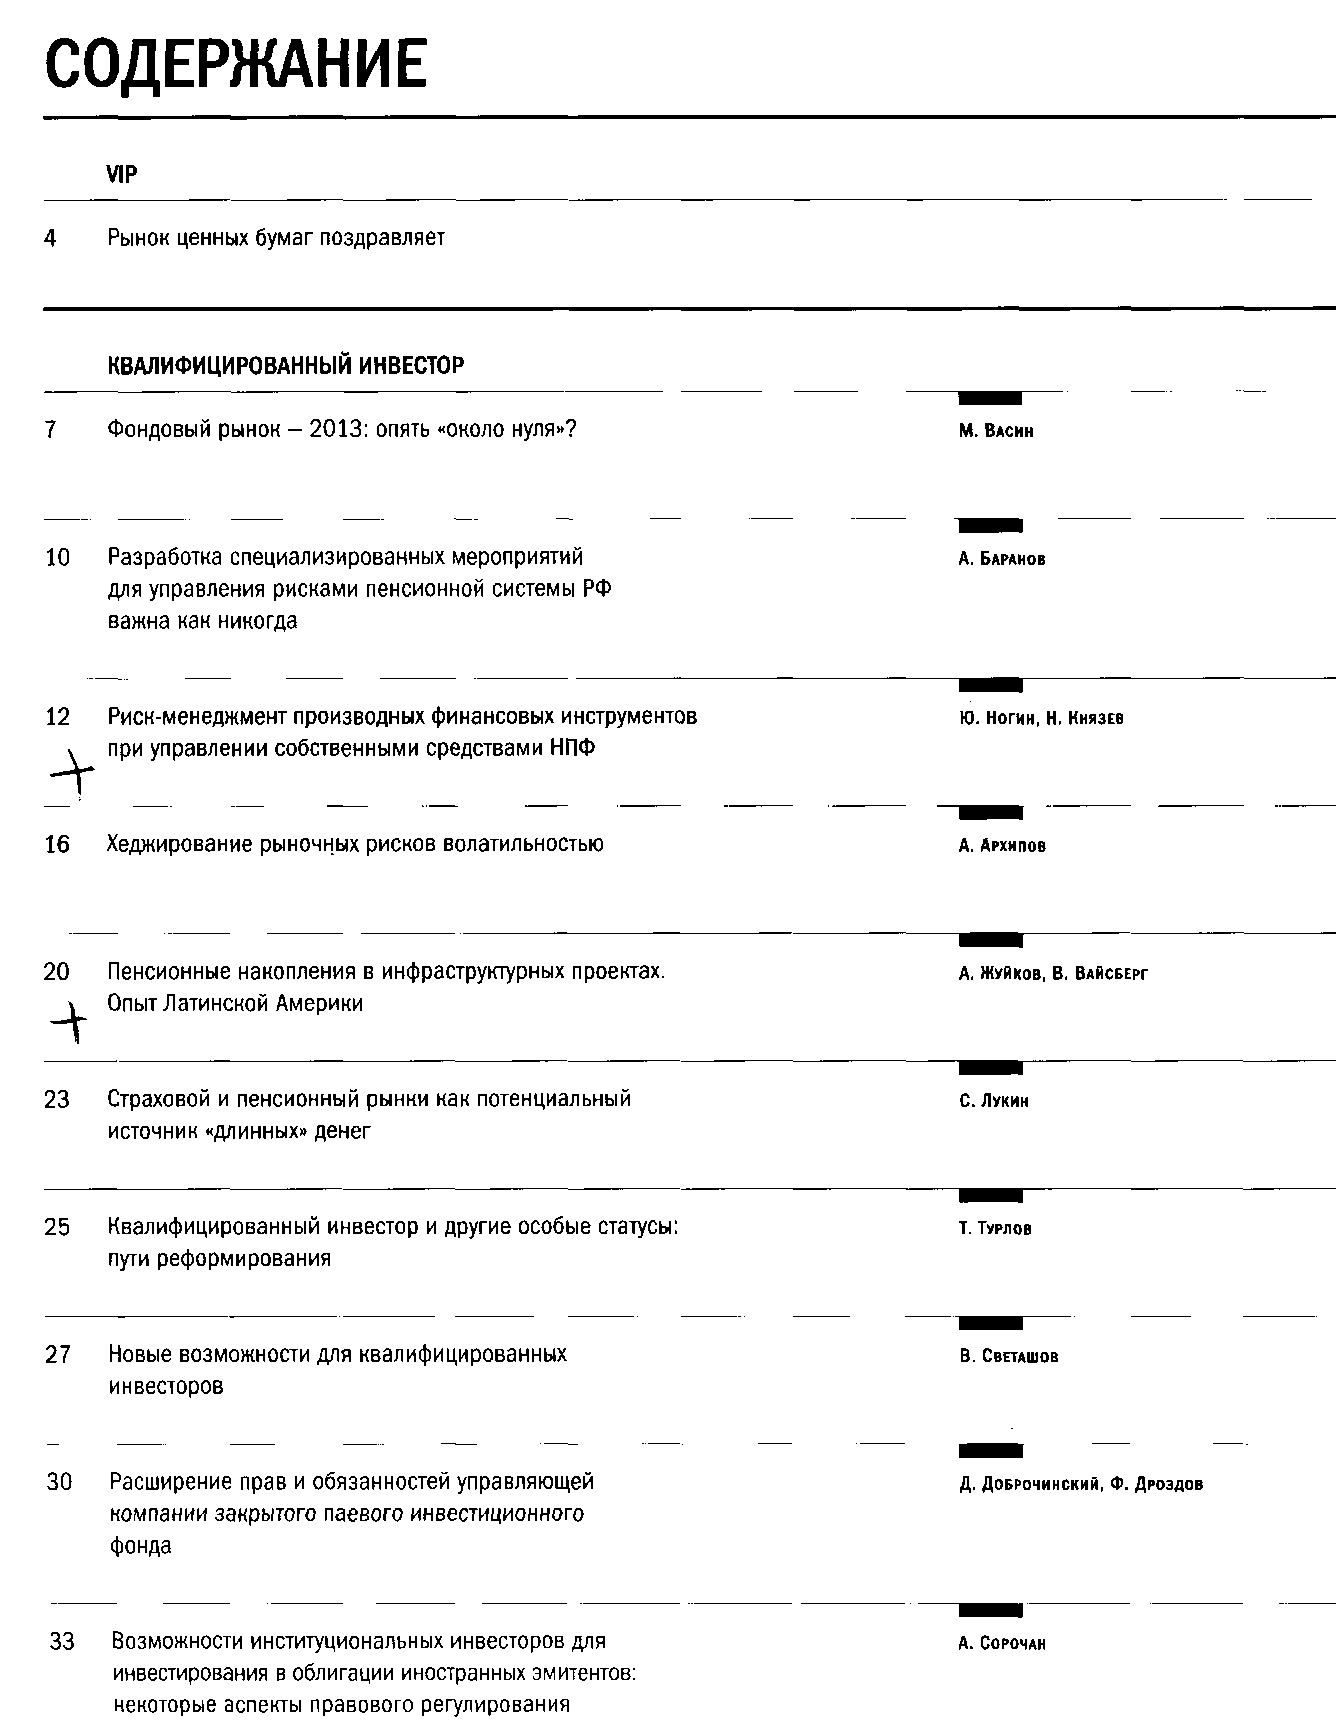 СОДЕРЖАНИЕ
VIP
4 Рынок ценных бумаг поздравляет
КВАЛИФИЦИРОВАННЫЙ ИНВЕСТОР
7 Фондовый рынок — 2013: опять «около нуля»? М. Васин
10 Разработка специализированных мероприятий А. Баранов
для управления рисками пенсионной системы РФ
важна как никогда
12 Риск-менеджмент производных финансовых инструментов Ю. Ногин, Н. Князев
при управлении собственными средствами НПФ
16 Хеджирование рыночных рисков волатильностью А. Архипов
20 Пенсионные накопления в инфраструктурных проектах. А. Жуйков, В. Вайсберг
Опыт Латинской Америки
23 Страховой и пенсионный рынки как потенциальный С. Лукин
источник «длинных» денег
25 Квалифицированный инвестор и другие особые статусы: Т. Турлов
пути реформирования
27 Новые возможности для квалифицированных В. Светашов
инвесторов
30 Расширение прав и обязанностей управляющей Д. Доброчинский, Ф. Дроздов
компании закрытого паевого инвестиционного
фонда
33 Возможности институциональных инвесторов для А. Сорочан
инвестирования в облигации иностранных эмитентов:
некоторые аспекты правового регулирования